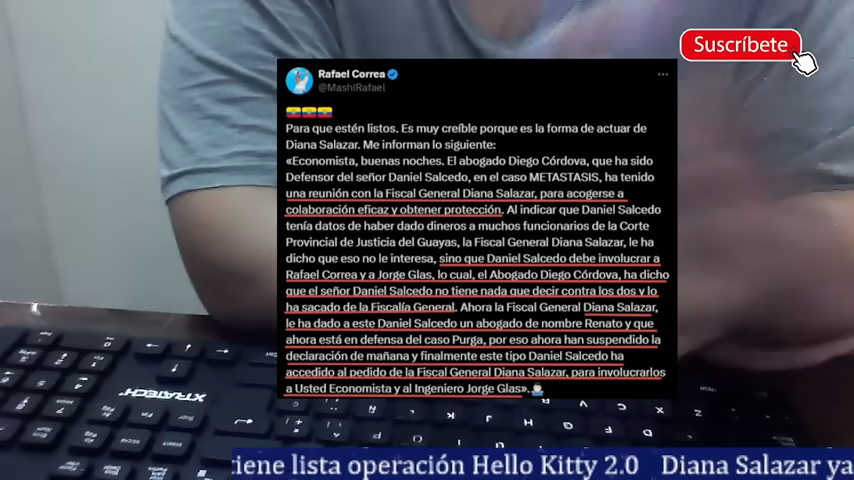 Suscríbete
Rafael Correa
@MashiRafael
Para que estén listos. Es muy creíble porque es la forma de actuar de
Diana Salazar. Me informan lo siguiente:
«Economista, buenas noches. El abogado Diego Córdova, que ha sido
Defensor del señor Daniel Salcedo, en el caso METASTASIS, ha tenido
una reunión con la Fiscal General Diana Salazar, para acogerse a
colaboración eficaz y obtener protección. Al indicar que Daniel Salcedo
tenía datos de haber dado dineros a muchos funcionarios de la Corte
Provincial de Justicia del Guayas, la Fiscal General Diana Salazar, le ha
dicho que eso no le interesa, sino que Daniel Salcedo debe involucrar a
Rafael Correa y a Jorge Glas, lo cual, el Abogado Diego Córdova, ha dicho
que el señor Daniel Salcedo no tiene nada que decir contra los dos y lo
ha sacado de la Fiscalía General. Ahora la Fiscal General Diana Salazar,
le ha dado a este Daniel Salcedo un abogado de nombre Renato y que
ahora está en defensa del caso Purga, por eso ahora han suspendido la
declaración de mañana y finalmente este tipo Daniel Salcedo ha
accedido al pedido de la Fiscal General Diana Salazar, para involucrarlos
a Usted Economista y al Ingeniero Jorge Glas».
XTRATECH
tiene lista operación Hello Kitty 2.0 Diana Salazar ya